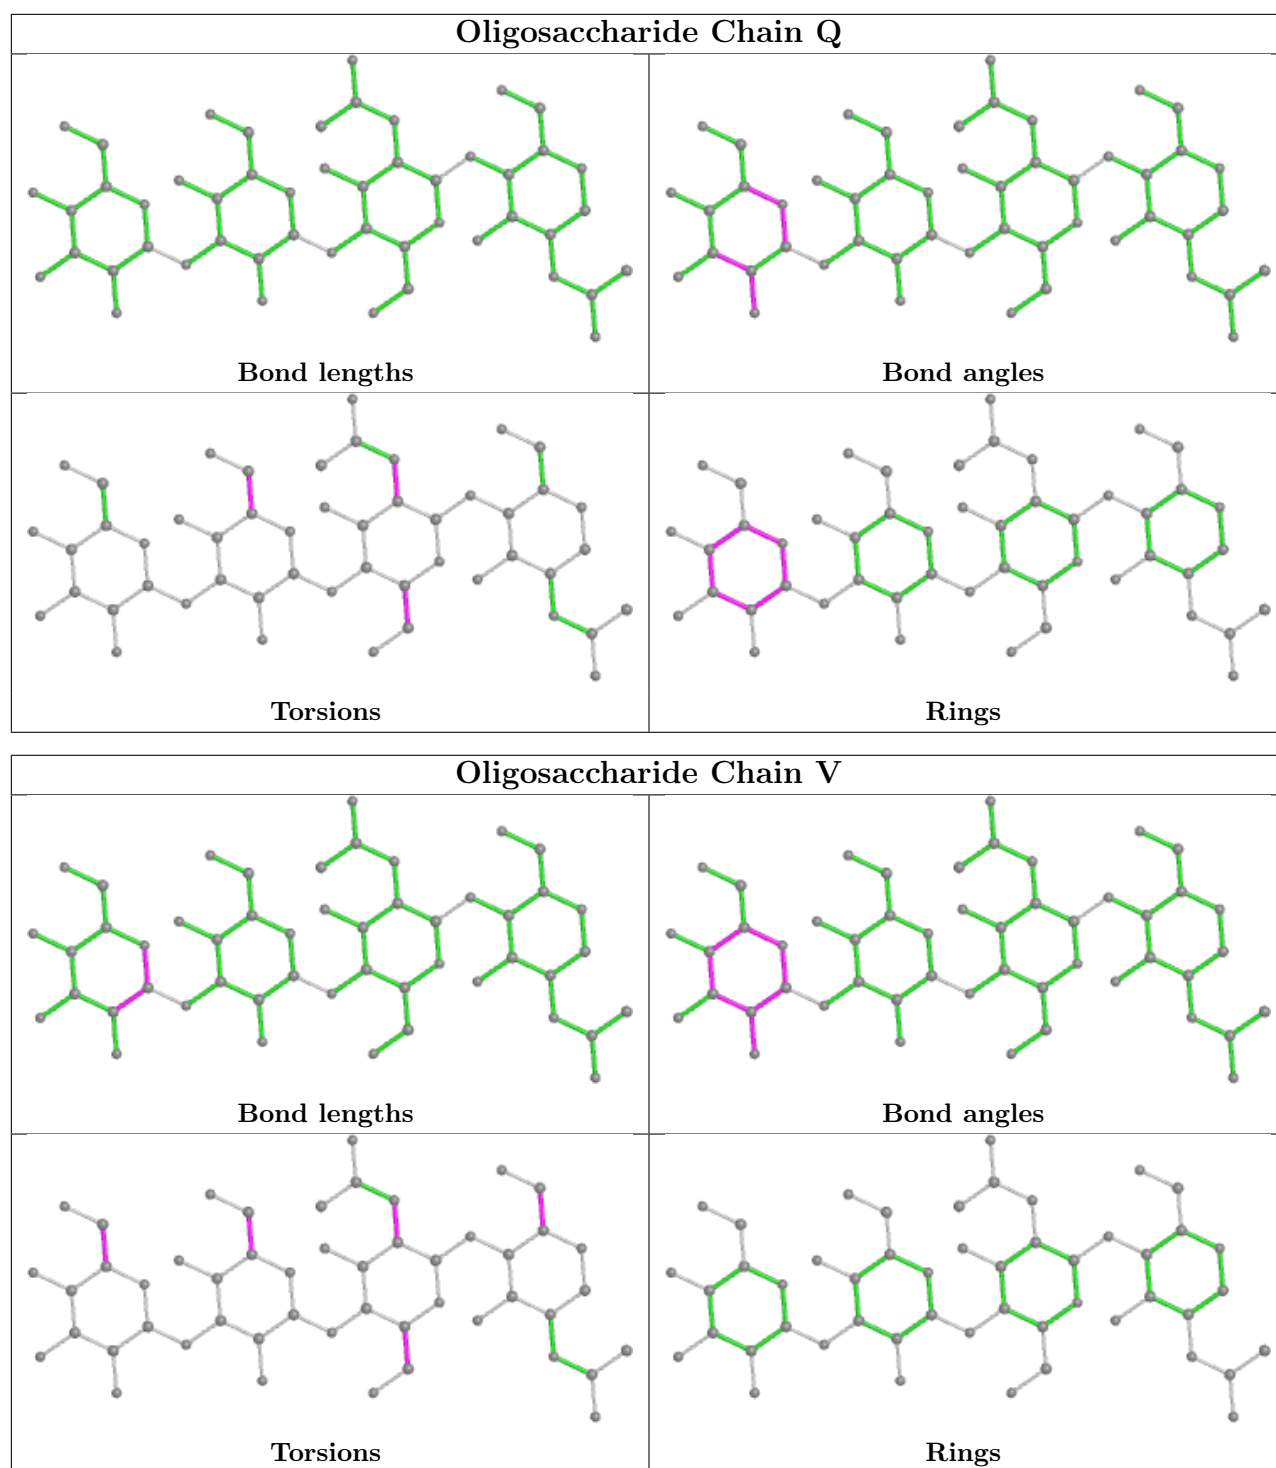 Oligosaccharide Chain Q
Bond lengths
Bond angles
Torsions
Rings
Oligosaccharide Chain V
Bond lengths
Bond angles
Torsions
Rings